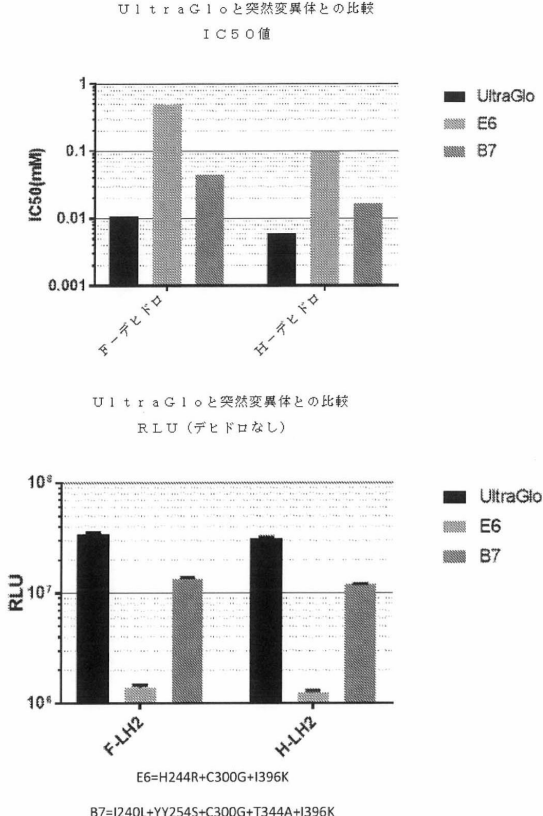 UltraGloと突然変異体との比較
IC50値
1
0.1
0.01
0.001
IC50(mM)
UltraGlo
E6
B7
F-デヒドロ
H-デヒドロ
UltraGloと突然変異体との比較
RLU(デヒドロなし)
10⁸
10⁷
10⁶
RLU
UltraGlo
E6
B7
F-LH2
H-LH2
E6=H244R+C300G+I396K
B7=I240L+YY254S+C300G+T344A+I396K